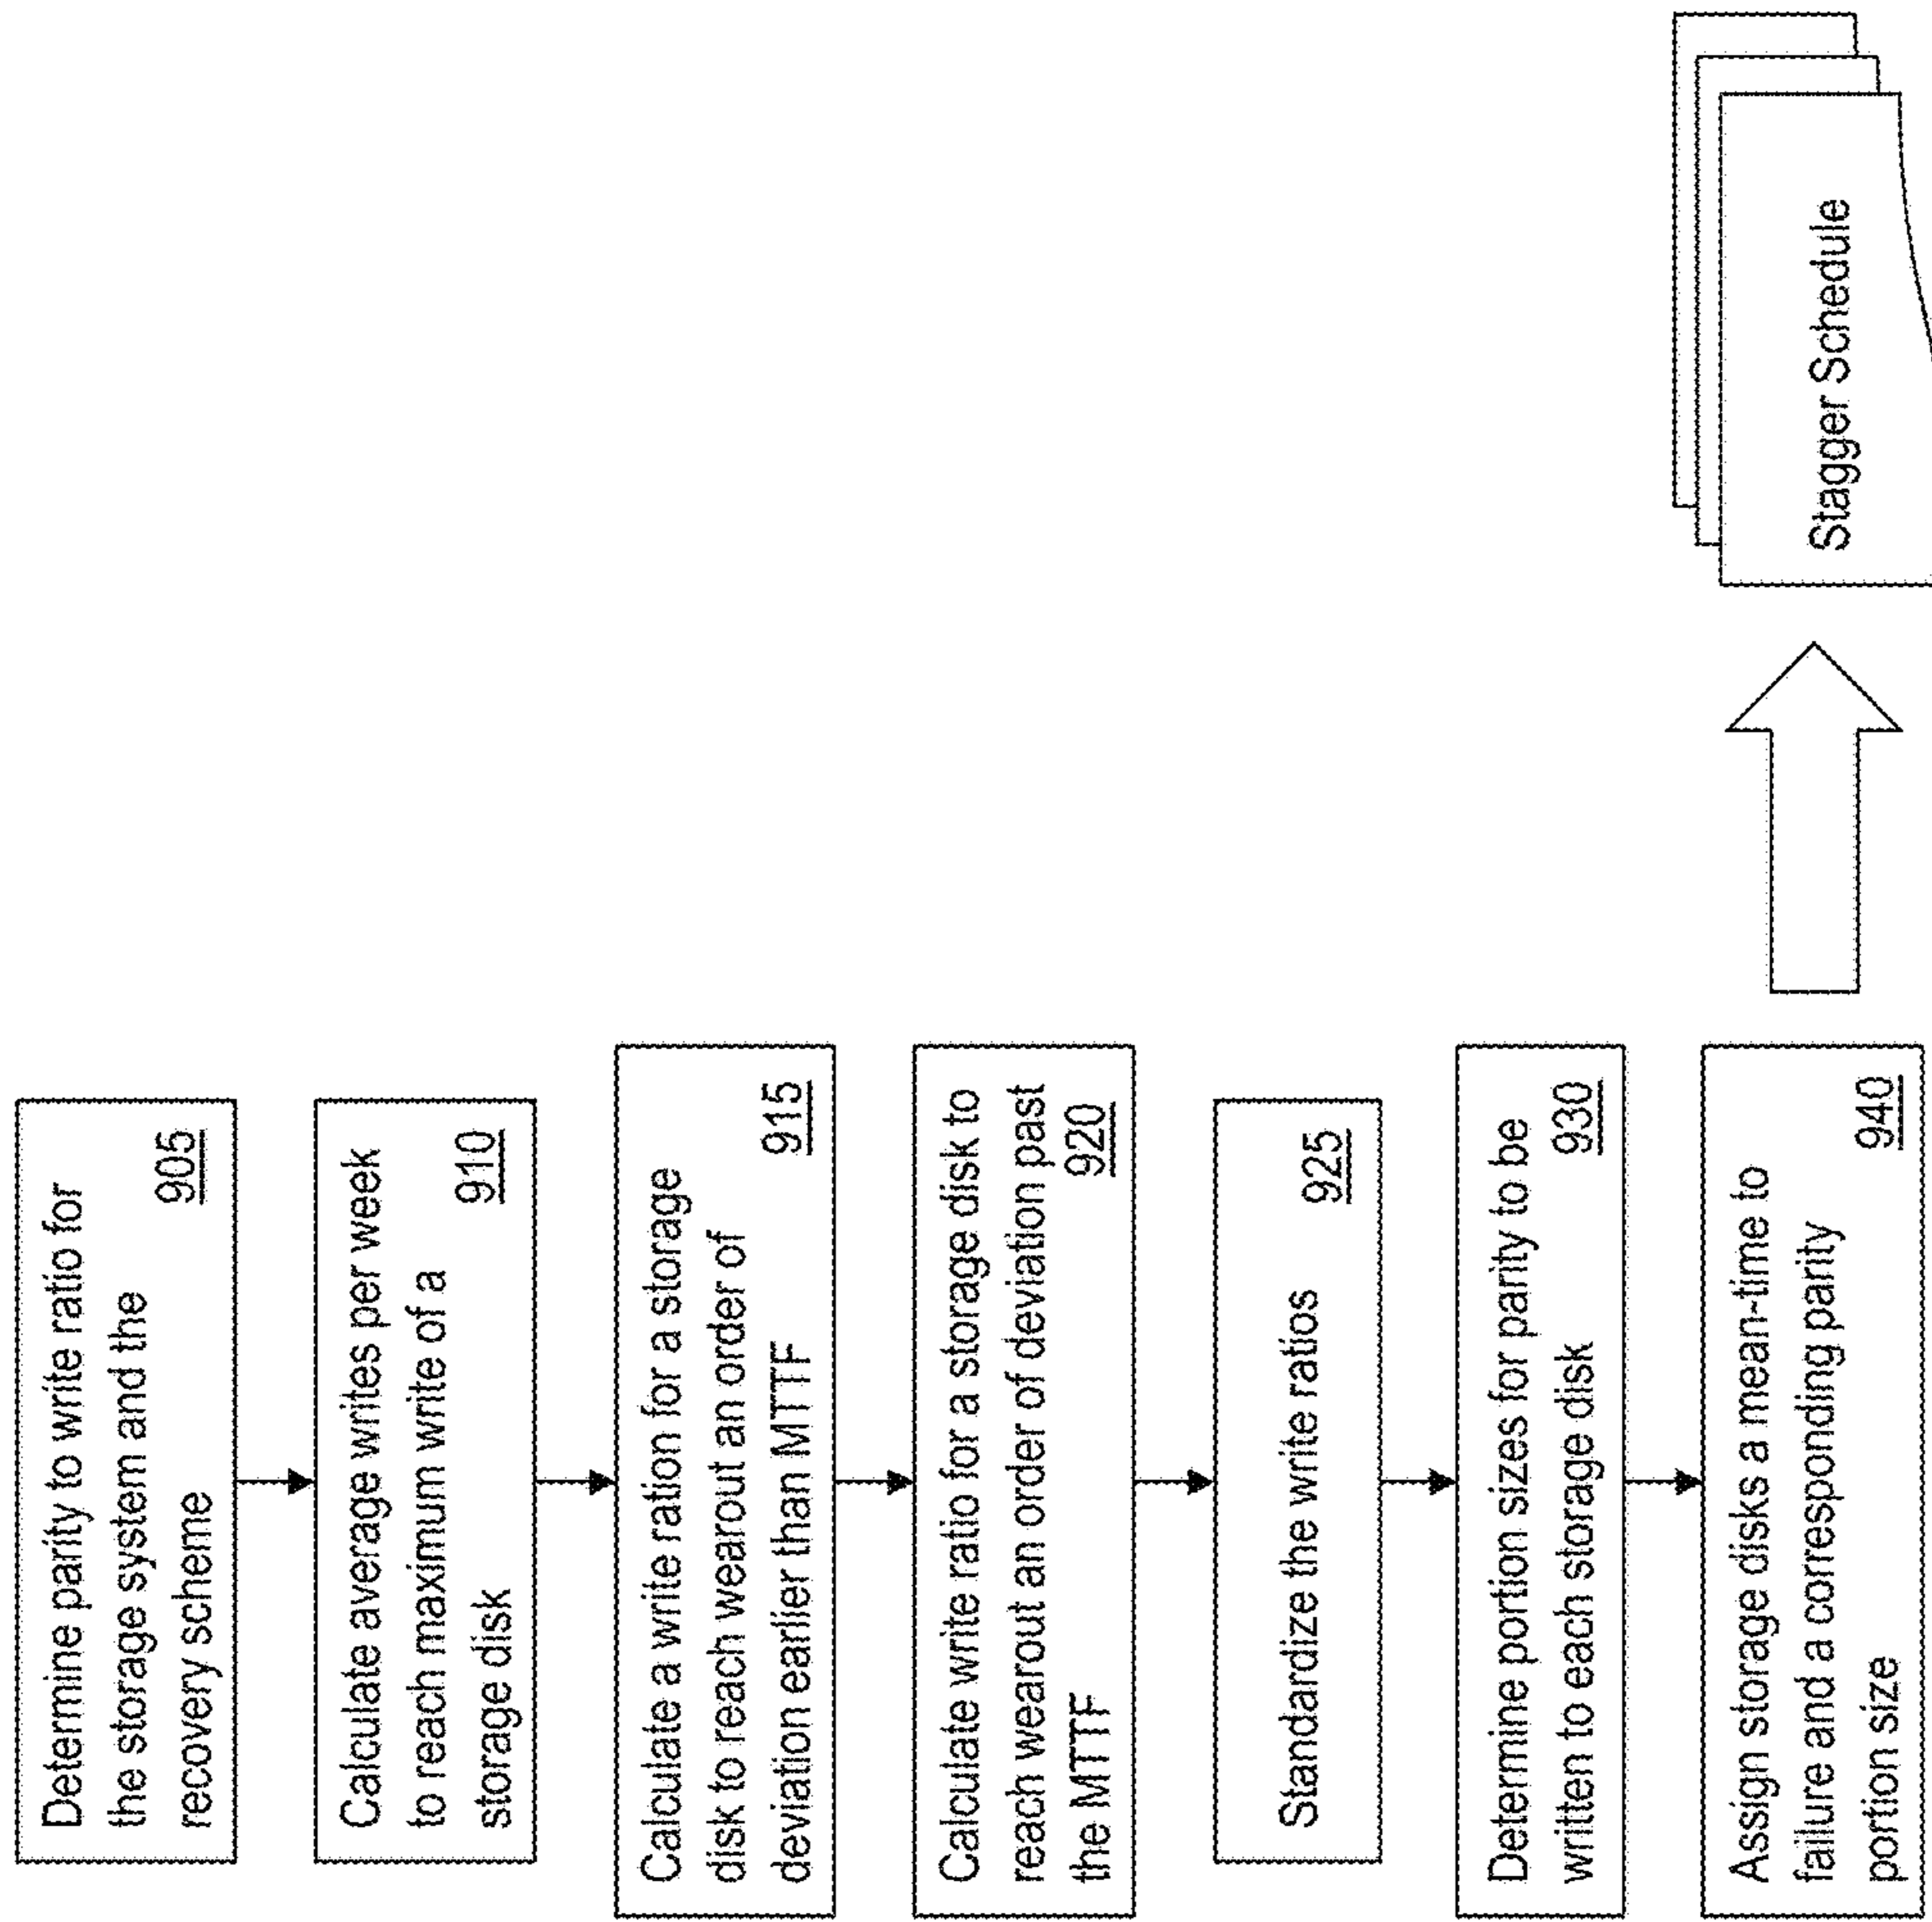 Determine parity to write ratio for
the storage system and the
recovery scheme
905
Calculate average writes per week
to reach maximum write of a
storage disk
910
Calculate a write ration for a storage
disk to reach wearout an order of
deviation earlier than MTTF
915
Calculate write ratio for a storage disk to
reach wearout an order of deviation past
the MTTF
920
Standardize the write ratios
925
Determine portion sizes for parity to be
written to each storage disk
930
Assign storage disks a mean-time to
failure and a corresponding parity
portion size
940
Stagger Schedule